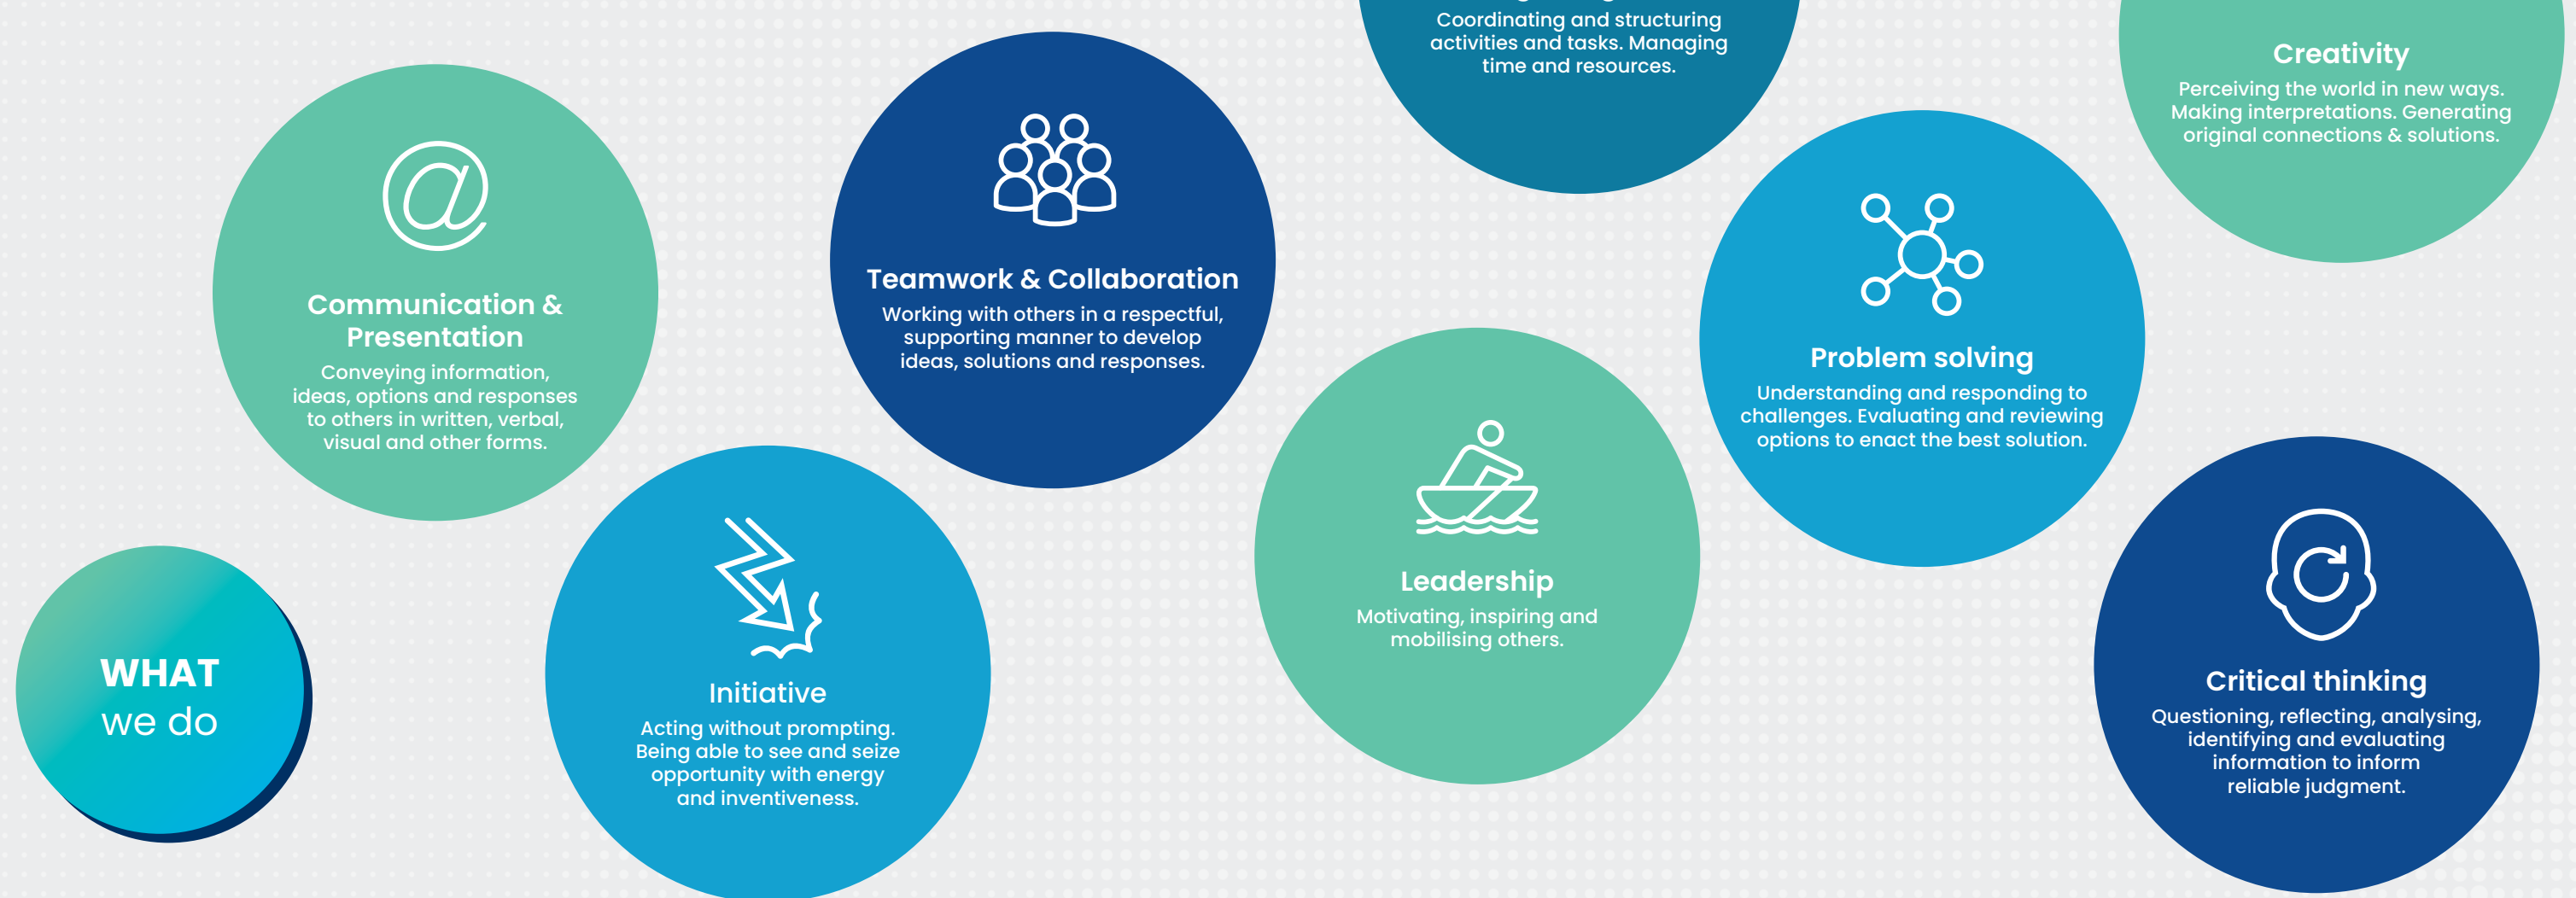 Communication &
Presentation
Conveying information,
ideas, options and responses
to others in written, verbal,
visual and other forms.
Teamwork & Collaboration
Working with others in a respectful,
supporting manner to develop
ideas, solutions and responses.
Coordinating and structuring
activities and tasks. Managing
time and resources.
Creativity
Perceiving the world in new ways.
Making interpretations. Generating
original connections & solutions.
Problem solving
Understanding and responding to
challenges. Evaluating and reviewing
options to enact the best solution.
WHAT
we do
Initiative
Acting without prompting.
Being able to see and seize
opportunity with energy
and inventiveness.
Leadership
Motivating, inspiring and
mobilising others.
Critical thinking
Questioning, reflecting, analysing,
identifying and evaluating
information to inform
reliable judgment.